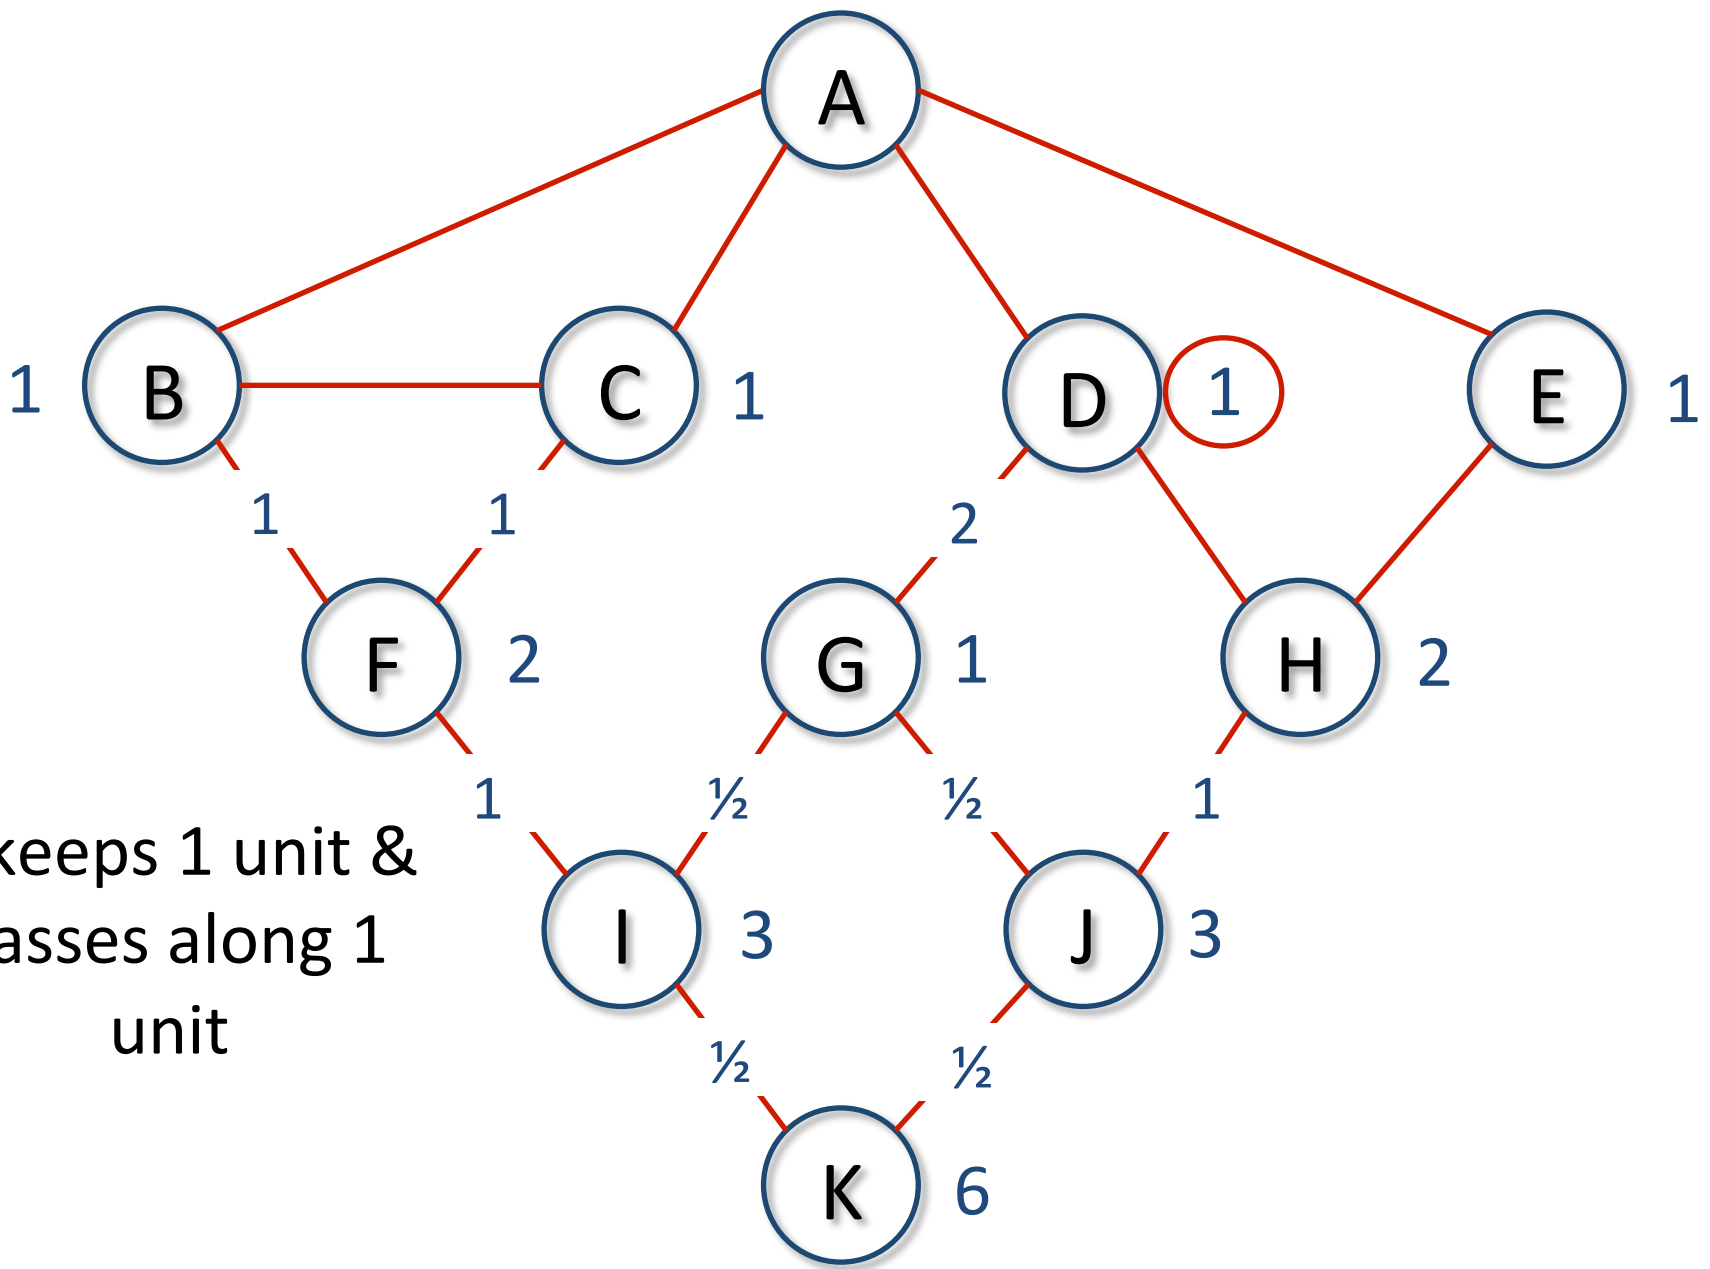 A
1 B C 1 D 1 E 1
1 1 2
F 2 G 1 H 2
1 ½ ½ 1
keeps 1 unit &
I 3 J 3
asses along 1
unit
½ ½
K 6